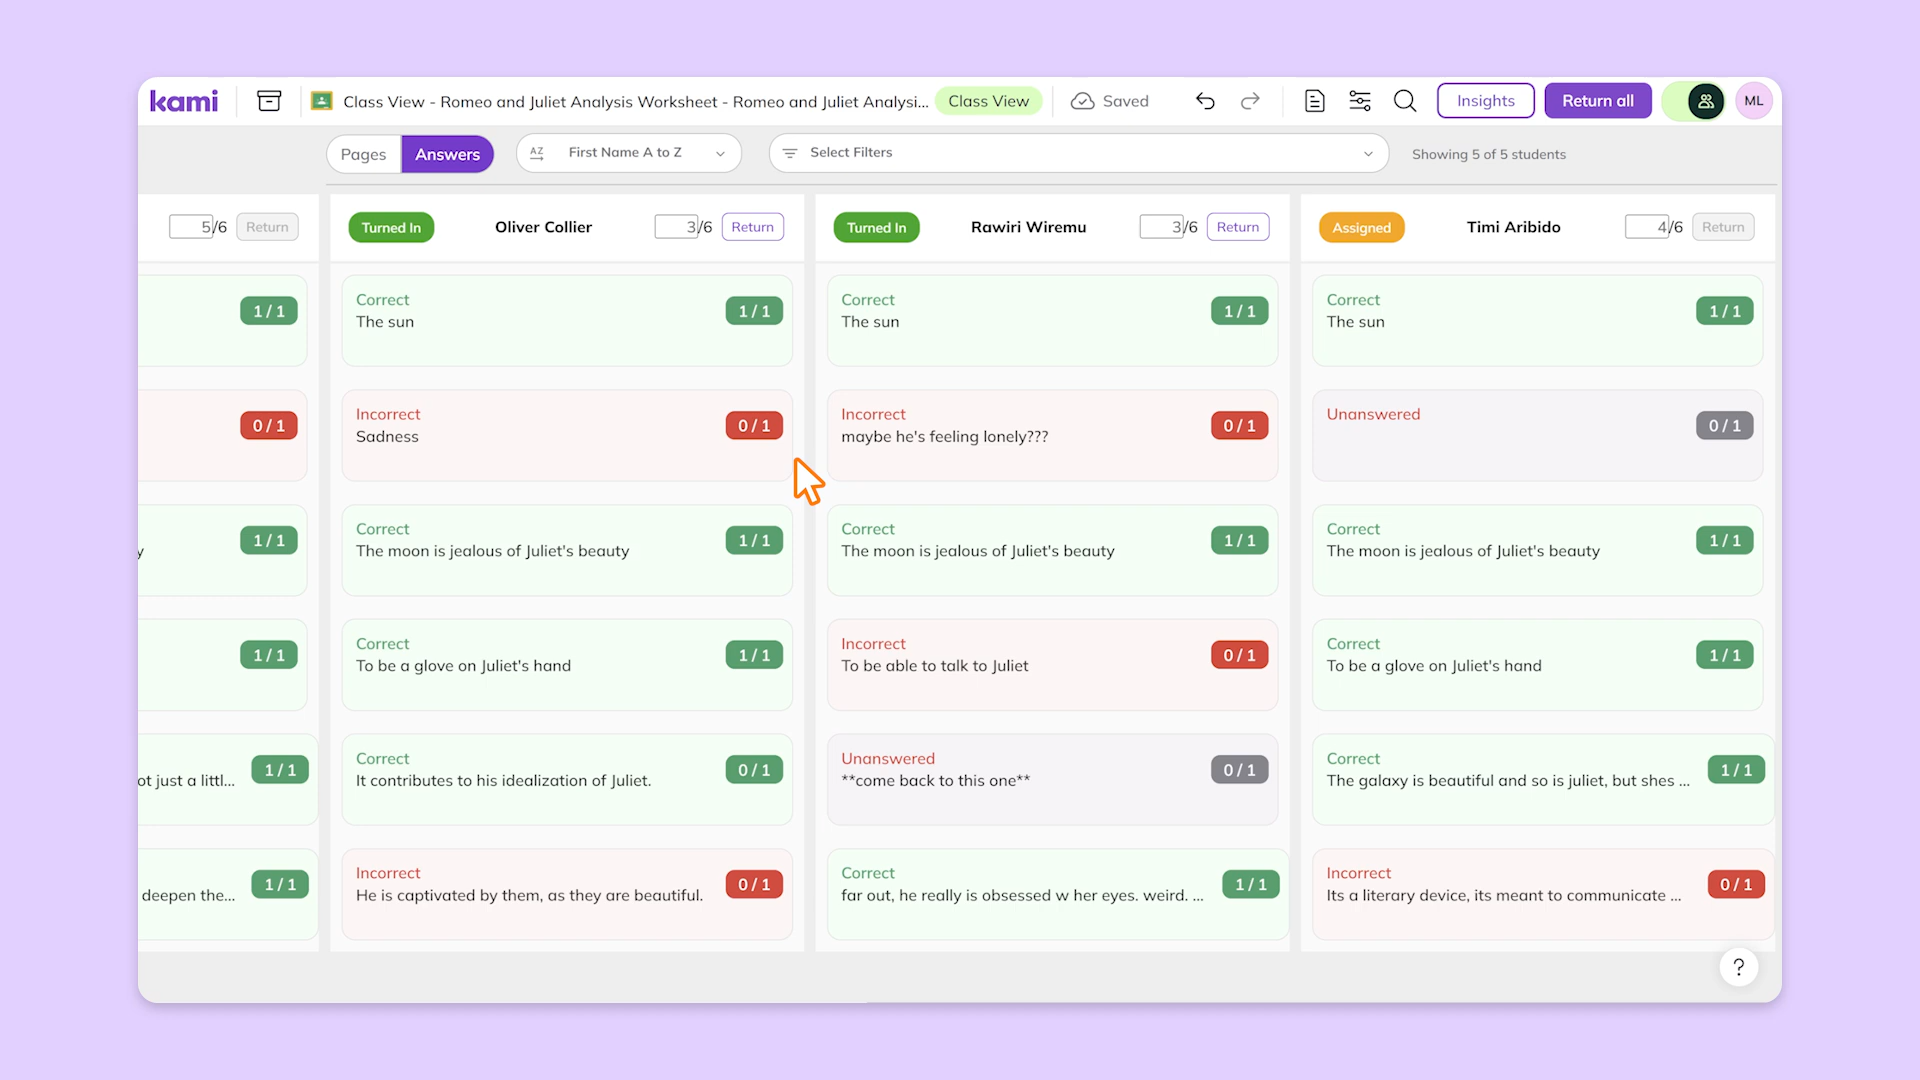 kami
Class View - Romeo and Juliet Analysis Worksheet - Romeo and Juliet Analysi...
Class View
Saved
Insights
Return all
ML
Pages
Answers
AZ
First Name A to Z
Select Filters
Showing 5 of 5 students
5/6
Return
Turned In
Oliver Collier
3/6
Return
Turned In
Rawiri Wiremu
3/6
Return
Assigned
Timi Aribido
4/6
Return
1 / 1
Correct
The sun
1 / 1
Correct
The sun
1 / 1
Correct
The sun
1 / 1
0 / 1
Incorrect
Sadness
0 / 1
Incorrect
maybe he's feeling lonely???
0 / 1
Unanswered
0 / 1
y
1 / 1
Correct
The moon is jealous of Juliet's beauty
1 / 1
Correct
The moon is jealous of Juliet's beauty
1 / 1
Correct
The moon is jealous of Juliet's beauty
1 / 1
1 / 1
Correct
To be a glove on Juliet's hand
1 / 1
Incorrect
To be able to talk to Juliet
0 / 1
Correct
To be a glove on Juliet's hand
1 / 1
ot just a littl...
1 / 1
Correct
It contributes to his idealization of Juliet.
0 / 1
Unanswered
**come back to this one**
0 / 1
Correct
The galaxy is beautiful and so is juliet, but shes ...
1 / 1
deepen the...
1 / 1
Incorrect
He is captivated by them, as they are beautiful.
0 / 1
Correct
far out, he really is obsessed w her eyes. weird. ...
1 / 1
Incorrect
Its a literary device, its meant to communicate ...
0 / 1
?